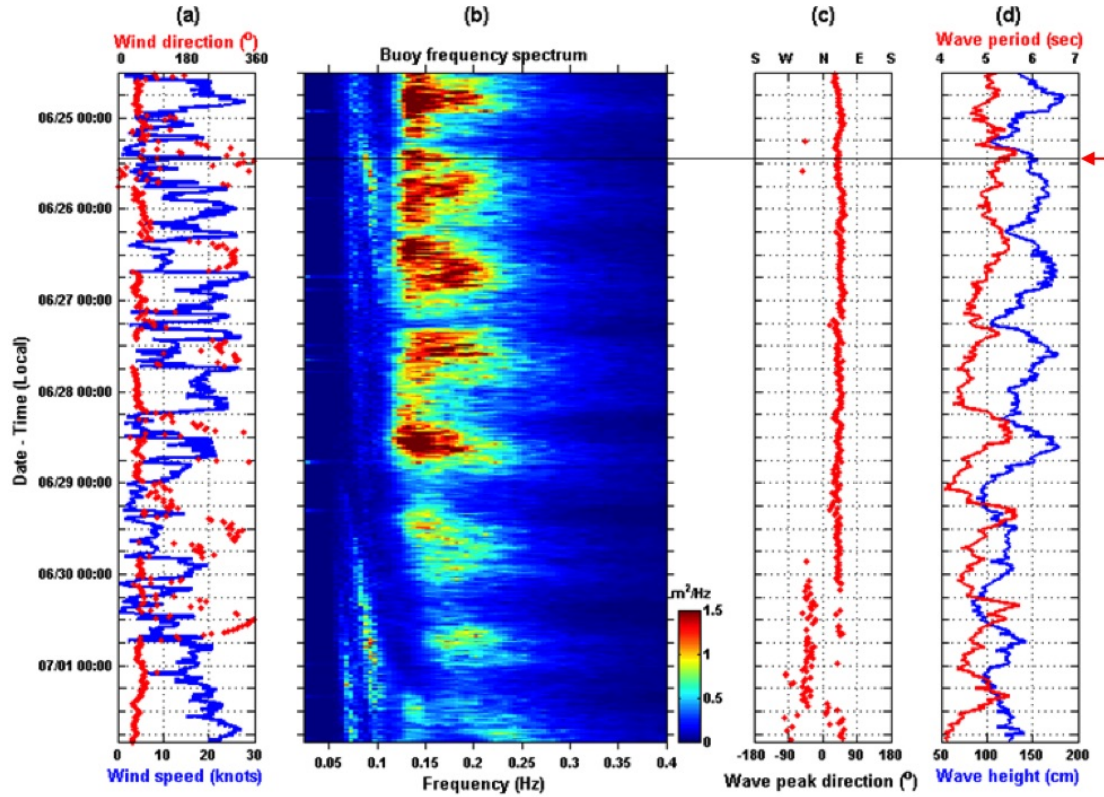 (a) (b) (c) (d)
Wind direction (º) Buoy frequency spectrum Wave period (sec)
0 180 360
S W N E S
4 5 6 7
Date - Time (Local)
06/25 00:00
06/26 00:00
06/27 00:00
06/28 00:00
06/29 00:00
06/30 00:00
07/01 00:00
m²/Hz
1.5
1
0.5
0
0 10 20 30
Wind speed (knots)
0.05 0.1 0.15 0.2 0.25 0.3 0.35 0.4
Frequency (Hz)
-180 -90 0 90 180
Wave peak direction (º)
50 100 150 200
Wave height (cm)